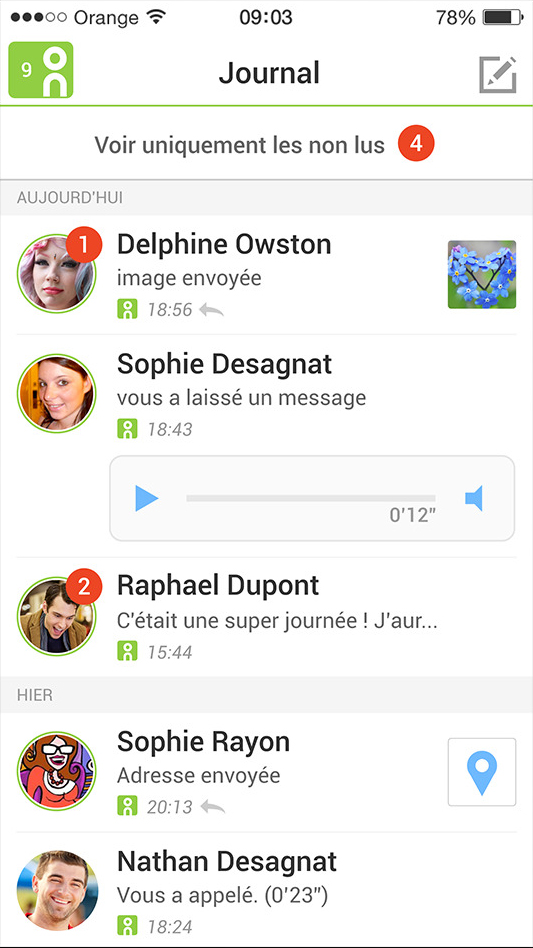 Orange 09:03 78%
9 Journal
Voir uniquement les non lus 4
AUJOURD'HUI
1 Delphine Owston
image envoyée
18:56
Sophie Desagnat
vous a laissé un message
18:43
0'12"
2 Raphael Dupont
C'était une super journée ! J'aur...
15:44
HIER
Sophie Rayon
Adresse envoyée
20:13
Nathan Desagnat
Vous a appelé. (0'23")
18:24